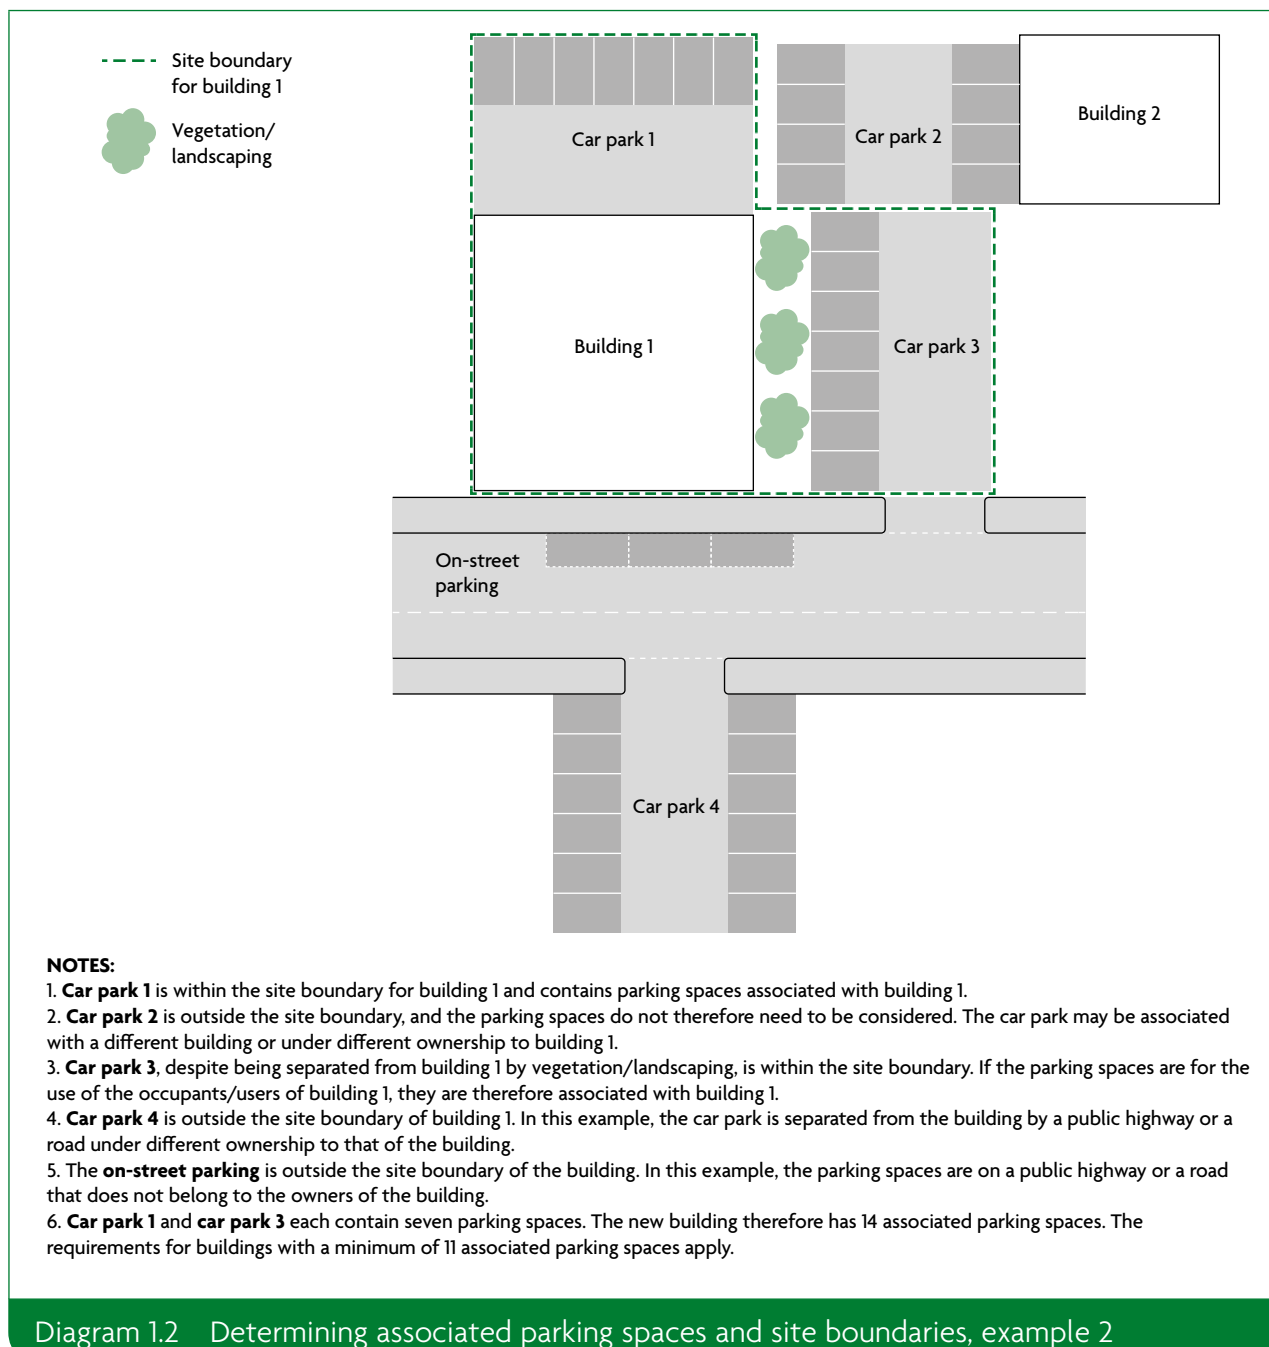 Site boundary
for building 1
Vegetation/
landscaping
Car park 1
Car park 2
Building 2
Building 1
Car park 3
On-street
parking
Car park 4
NOTES:
1. Car park 1 is within the site boundary for building 1 and contains parking spaces associated with building 1.
2. Car park 2 is outside the site boundary, and the parking spaces do not therefore need to be considered. The car park may be associated
with a different building or under different ownership to building 1.
3. Car park 3, despite being separated from building 1 by vegetation/landscaping, is within the site boundary. If the parking spaces are for the
use of the occupants/users of building 1, they are therefore associated with building 1.
4. Car park 4 is outside the site boundary of building 1. In this example, the car park is separated from the building by a public highway or a
road under different ownership to that of the building.
5. The on-street parking is outside the site boundary of the building. In this example, the parking spaces are on a public highway or a road
that does not belong to the owners of the building.
6. Car park 1 and car park 3 each contain seven parking spaces. The new building therefore has 14 associated parking spaces. The
requirements for buildings with a minimum of 11 associated parking spaces apply.
Diagram 1.2 Determining associated parking spaces and site boundaries, example 2